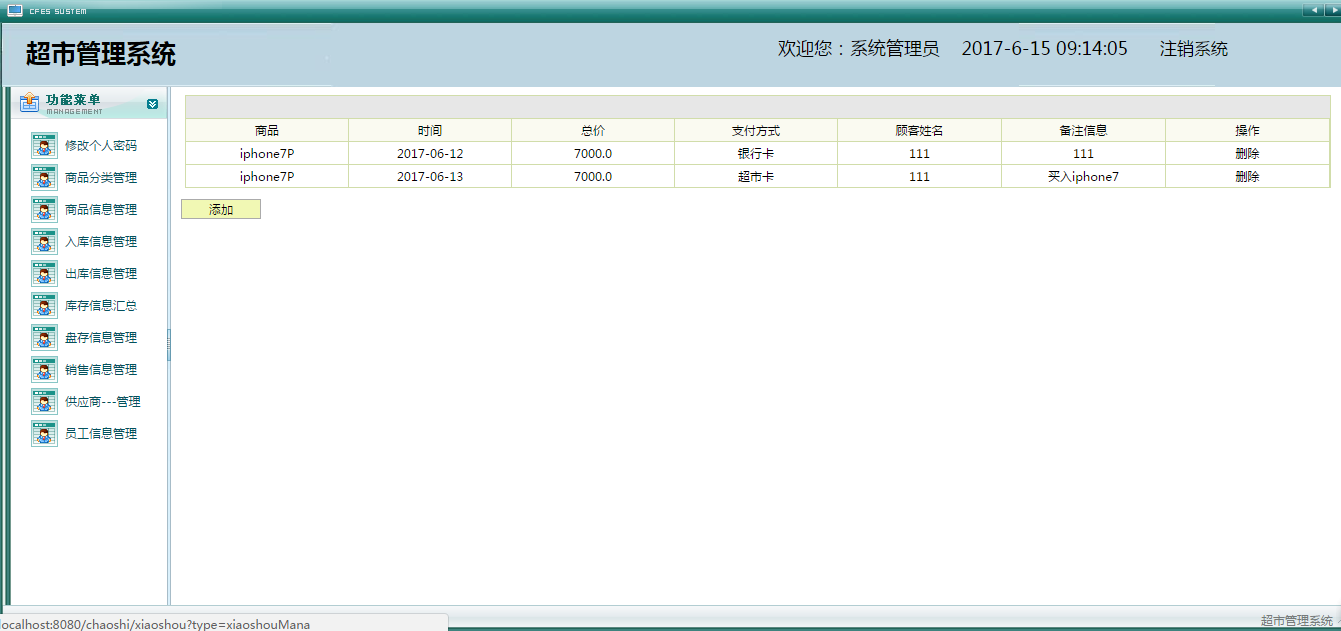 CFES SUSTEM
超市管理系统
欢迎您：系统管理员 2017-6-15 09:14:05 注销系统
功能菜单
MANAGEMENT
修改个人密码
商品分类管理
商品信息管理
入库信息管理
出库信息管理
库存信息汇总
盘存信息管理
销售信息管理
供应商---管理
员工信息管理
商品 时间 总价 支付方式 顾客姓名 备注信息 操作
iphone7P 2017-06-12 7000.0 银行卡 111 111 删除
iphone7P 2017-06-13 7000.0 超市卡 111 买入iphone7 删除
添加
localhost:8080/chaoshi/xiaoshou?type=xiaoshouMana
超市管理系统